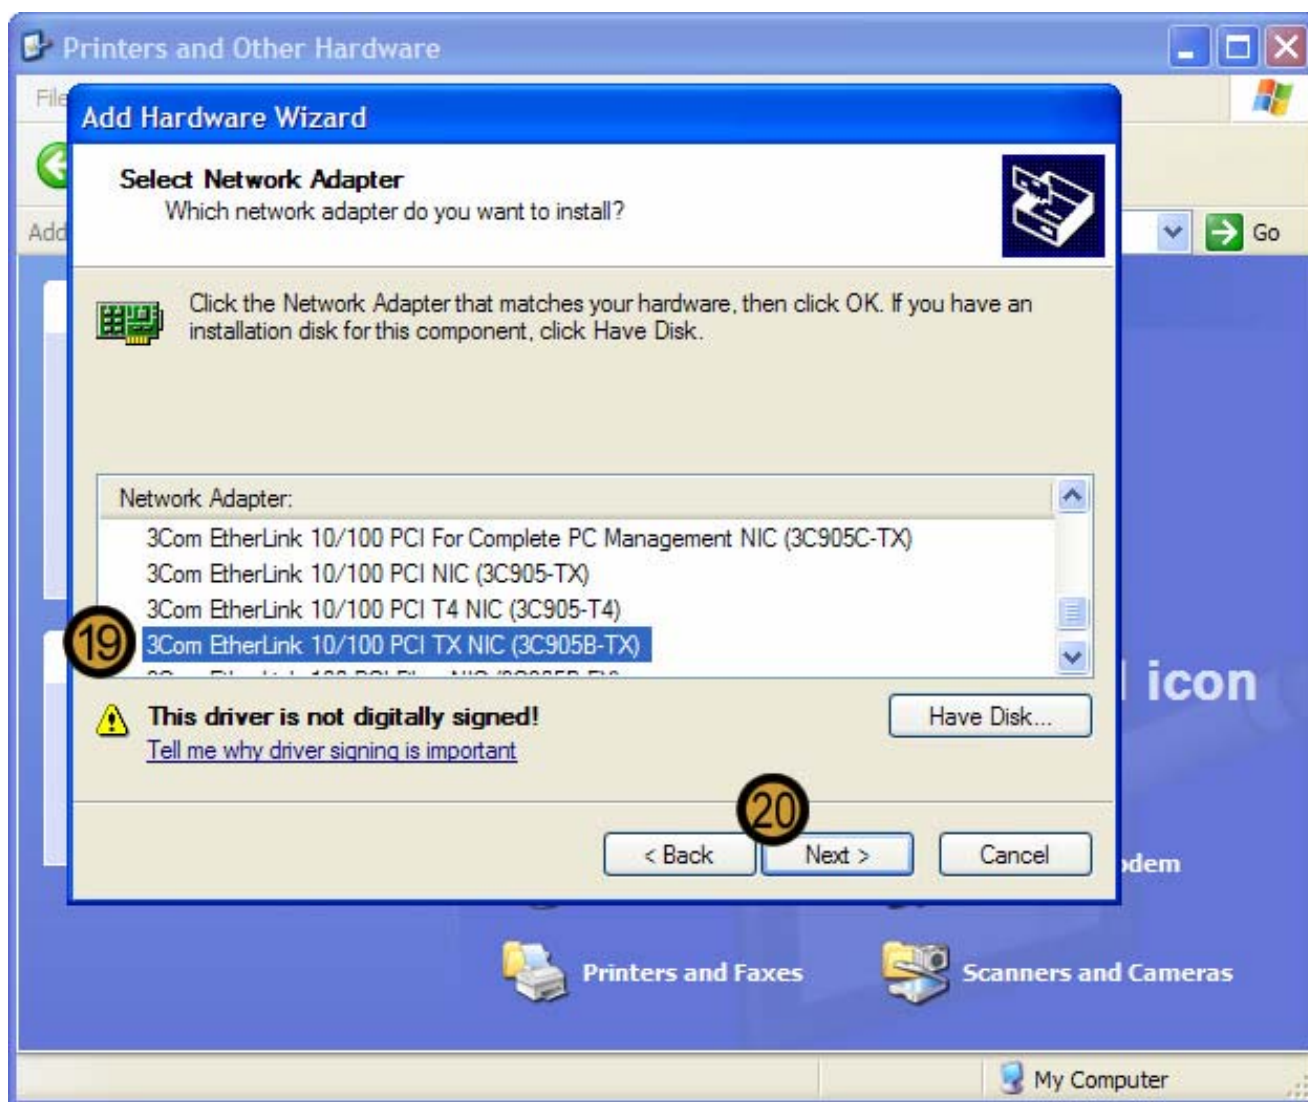 Printers and Other Hardware
File
Add Hardware Wizard
Select Network Adapter
Which network adapter do you want to install?
Add
Go
Click the Network Adapter that matches your hardware, then click OK. If you have an
installation disk for this component, click Have Disk.
Network Adapter:
3Com EtherLink 10/100 PCI For Complete PC Management NIC (3C905C-TX)
3Com EtherLink 10/100 PCI NIC (3C905-TX)
3Com EtherLink 10/100 PCI T4 NIC (3C905-T4)
19 3Com EtherLink 10/100 PCI TX NIC (3C905B-TX)
icon
This driver is not digitally signed!
Have Disk...
Tell me why driver signing is important
20
< Back
Next >
Cancel
odem
Printers and Faxes
Scanners and Cameras
My Computer